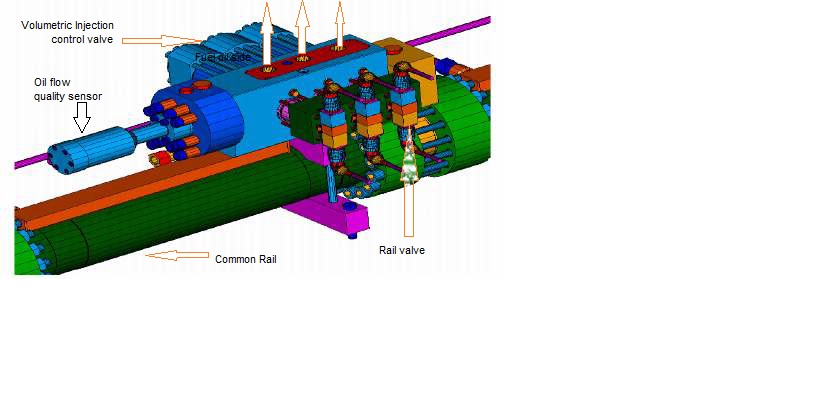 Volumetric Injection
control valve
Fuel oil side
Oil flow
quality sensor
Rail valve
Common Rail